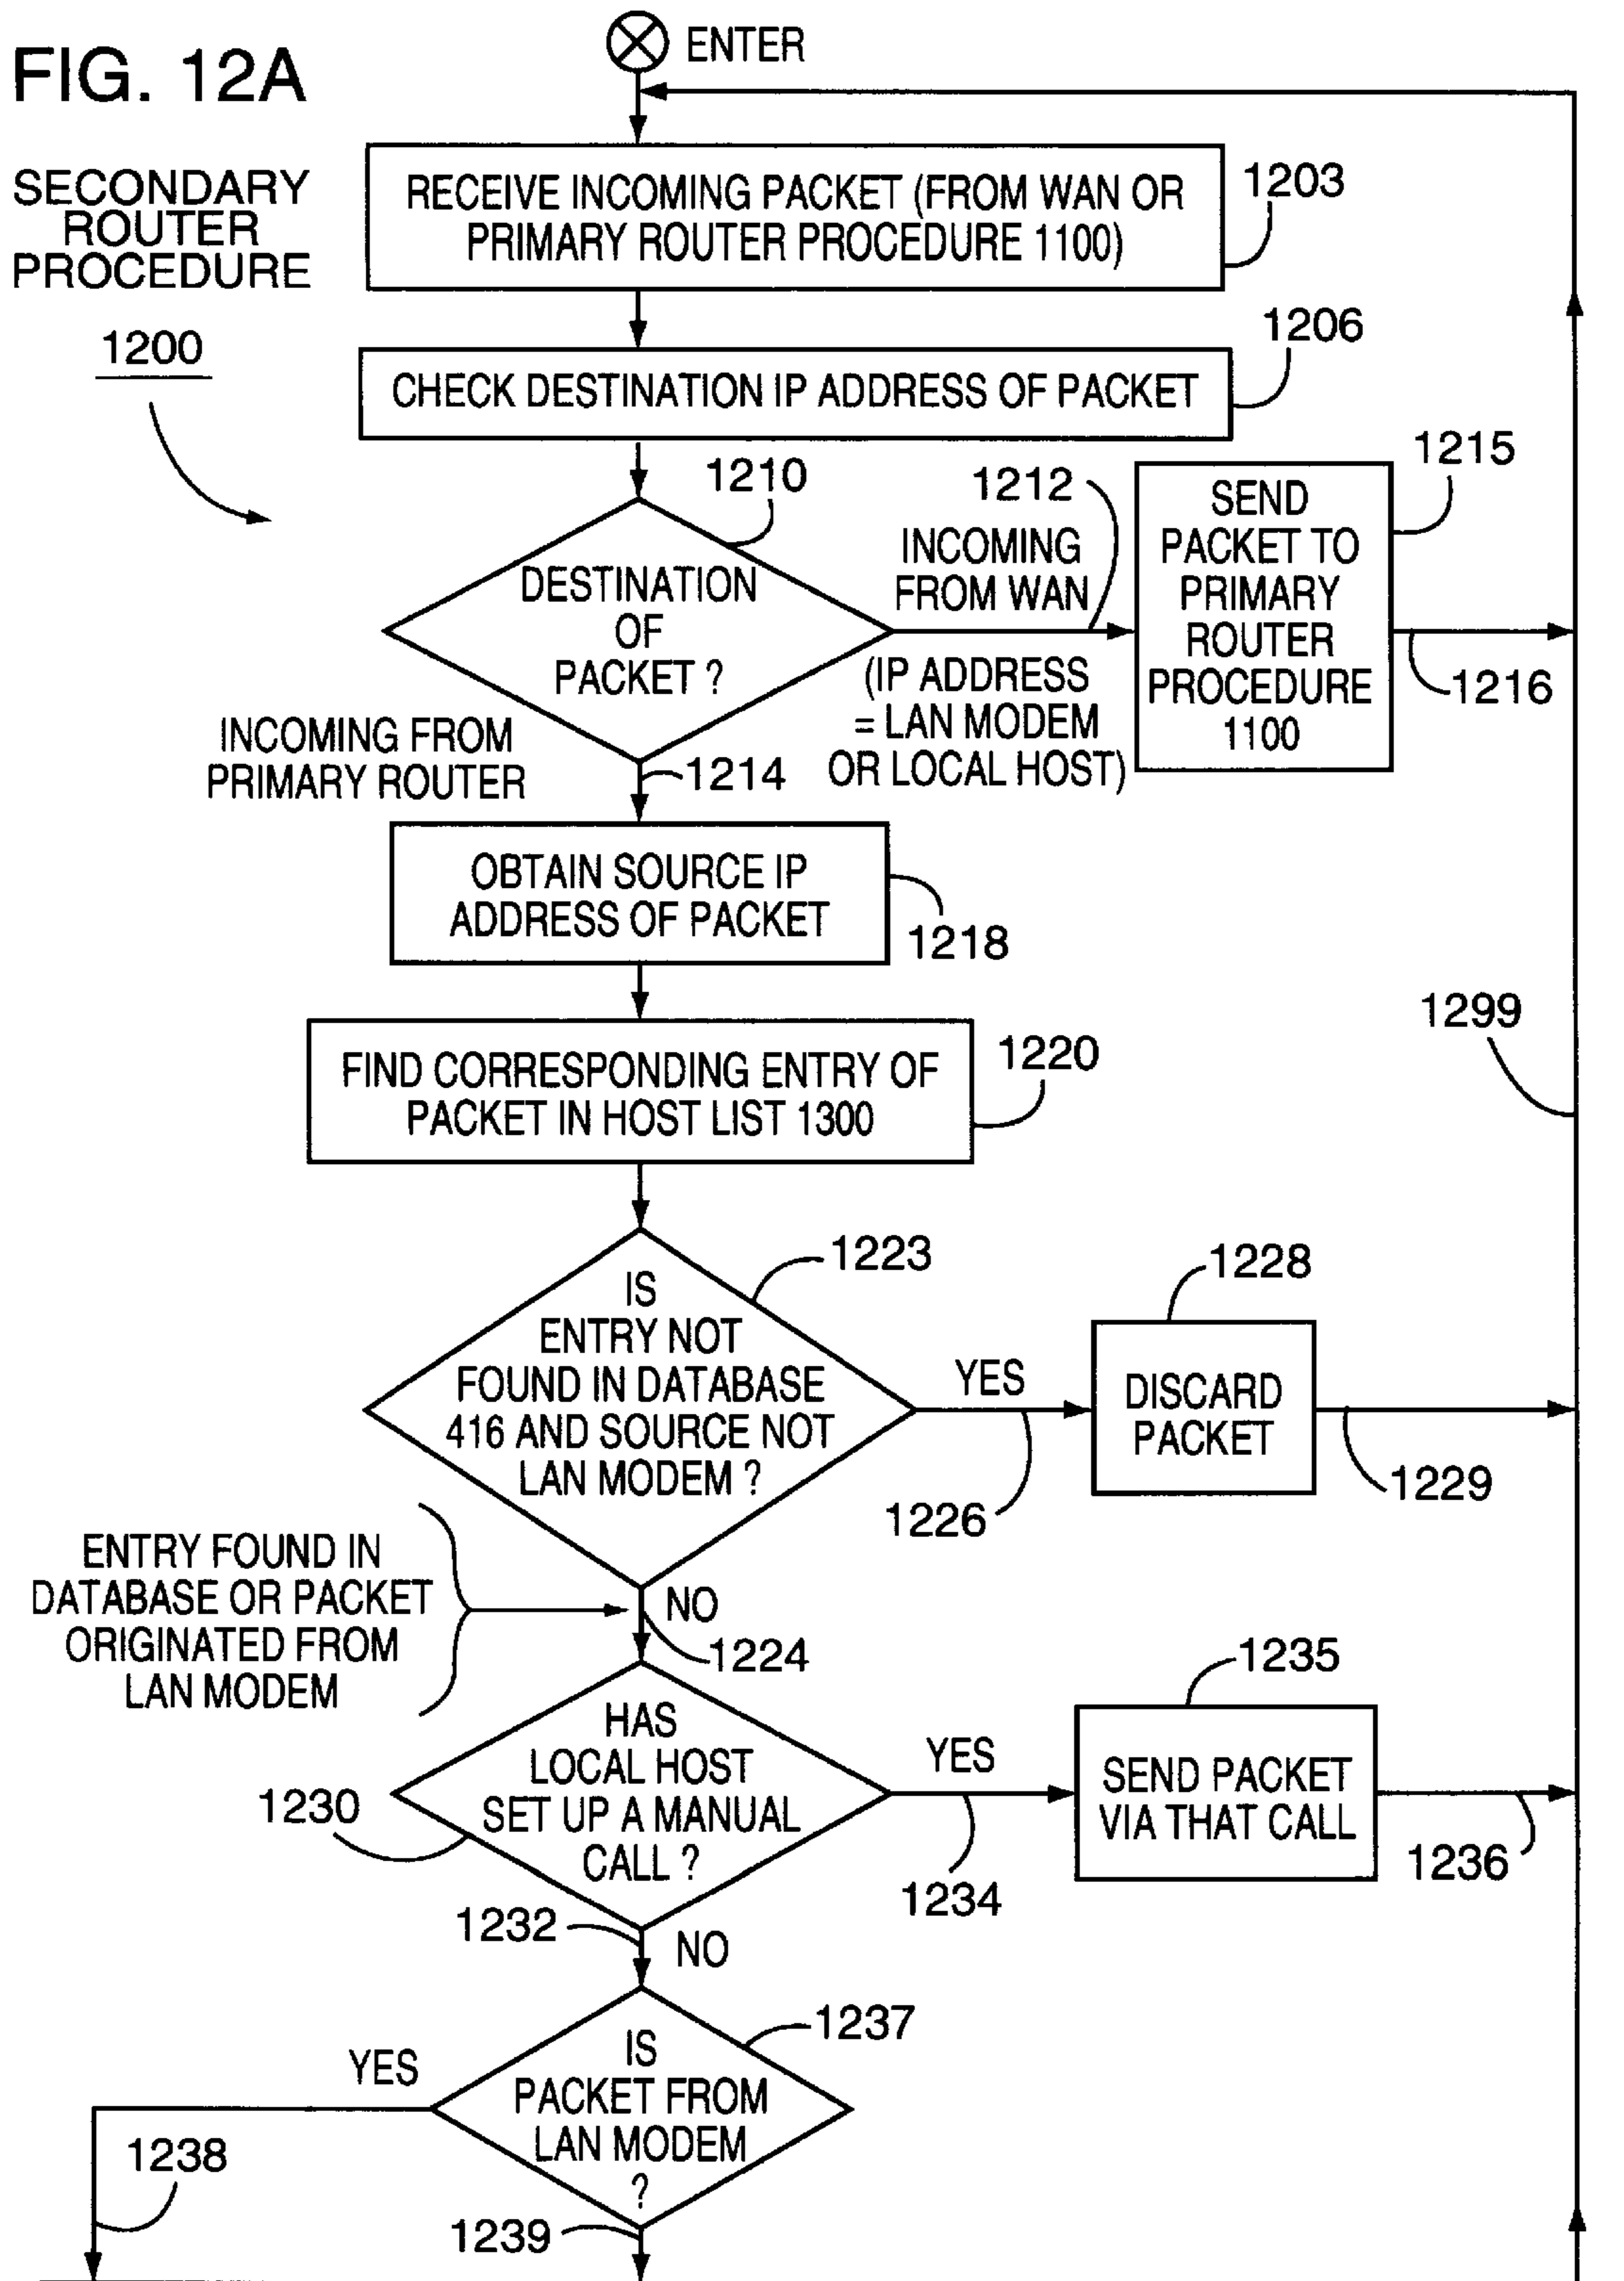 FIG. 12A
ENTER
SECONDARY
ROUTER
PROCEDURE
1200
RECEIVE INCOMING PACKET (FROM WAN OR
PRIMARY ROUTER PROCEDURE 1100)
1203
CHECK DESTINATION IP ADDRESS OF PACKET
1206
DESTINATION
OF
PACKET ?
1210
1212
INCOMING
FROM WAN
(IP ADDRESS
= LAN MODEM
OR LOCAL HOST)
SEND
PACKET TO
PRIMARY
ROUTER
PROCEDURE
1100
1215
1216
INCOMING FROM
PRIMARY ROUTER
1214
OBTAIN SOURCE IP
ADDRESS OF PACKET
1218
FIND CORRESPONDING ENTRY OF
PACKET IN HOST LIST 1300
1220
1299
IS
ENTRY NOT
FOUND IN DATABASE
416 AND SOURCE NOT
LAN MODEM ?
1223
YES
1226
DISCARD
PACKET
1228
1229
ENTRY FOUND IN
DATABASE OR PACKET
ORIGINATED FROM
LAN MODEM
NO
1224
HAS
LOCAL HOST
SET UP A MANUAL
CALL ?
1230
YES
1234
SEND PACKET
VIA THAT CALL
1235
1236
1232
NO
IS
PACKET FROM
LAN MODEM
?
1237
YES
1238
1239